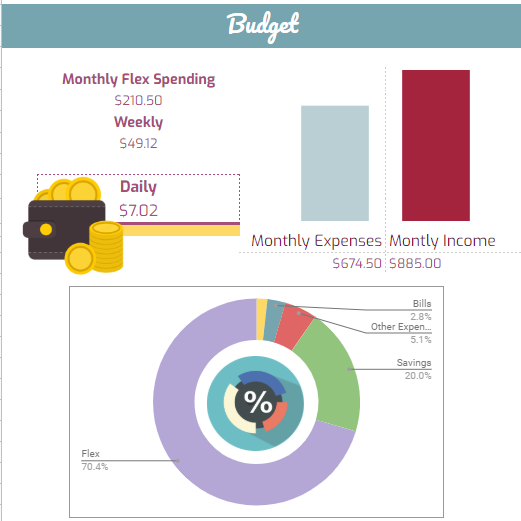 Budget
Monthly Flex Spending
$210.50
Weekly
$49.12
Daily
$7.02
Monthly Expenses
Montly Income
$674.50
$885.00
Bills
2.8%
Other Expen...
5.1%
Savings
20.0%
%
Flex
70.4%